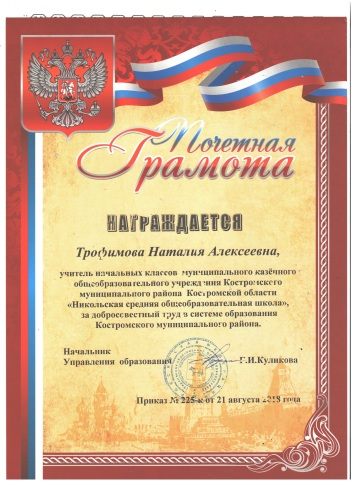 Почетная
Грамота
НАГРАЖДАЕТСЯ
Трофимова Наталия Алексеевна,
учитель начальных классов муниципального казённого
общеобразовательного учреждения Костромского
муниципального района Костромской области
«Никольская средняя общеобразовательная школа»,
за добросовестный труд в системе образования
Костромского муниципального района.
Начальник
Управления образования Г.И.Куликова
Приказ № 225-к от 21 августа 2018 года